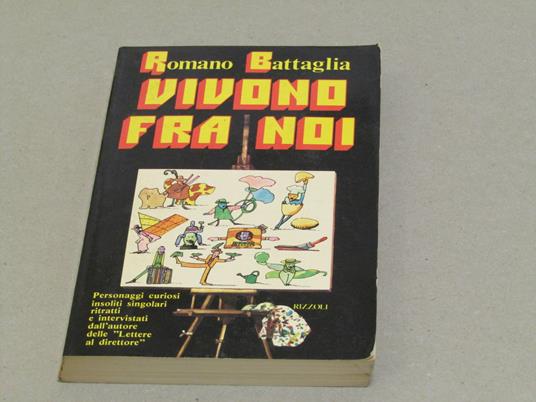 Romano Battaglia
VIVONO
FRA NOI
Personaggi curiosi
insoliti singolari
ritratti
e intervistati
dall'autore
delle "Lettere
al direttore"
RIZZOLI